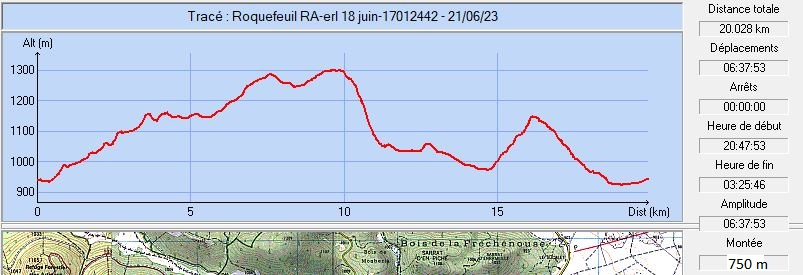 Tracé : Roquefeuil RA-erl 18 juin-17012442 - 21/06/23
Alt (m)
1300
1200
1100
1000
900
0
5
10
15
Dist (km)
Distance totale
20.028 km
Déplacements
06:37:53
Arrêts
00:00:00
Heure de début
20:47:53
Heure de fin
03:25:46
Amplitude
06:37:53
Montée
750 m
Bois de la Fréchenouse
Bois de